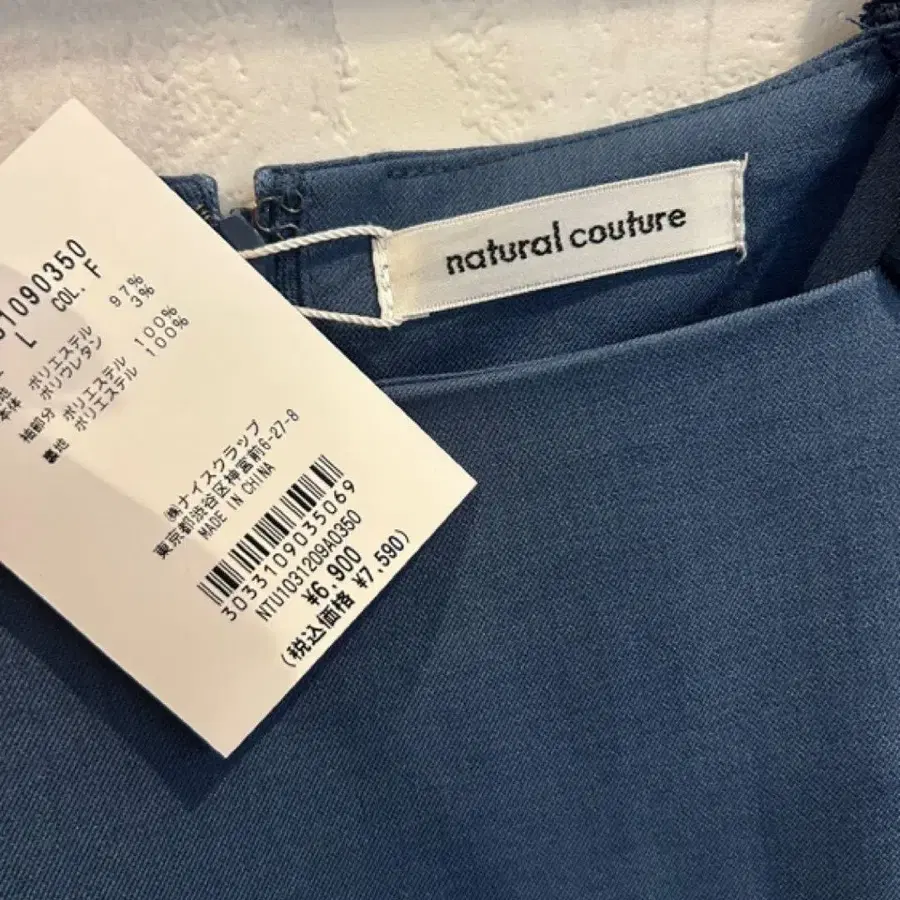 natural couture
1090350
L COL. F
本体 ポリエステル 97%
ポリウレタン 3%
袖部分 ポリエステル 100%
裏地 ポリエステル 100%
㈱ナイスクラップ
東京都渋谷区神宮前6-27-8
MADE IN CHINA
3033109035069
NTU1031209A0350
¥6,900
(税込価格 ¥7,590)